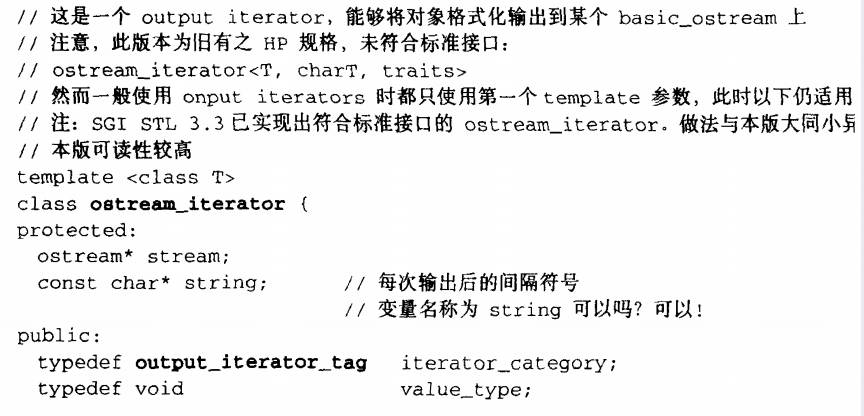 // 这是一个 output iterator，能够将对象格式化输出到某个 basic_ostream 上
// 注意，此版本为旧有之 HP 规格，未符合标准接口：
// ostream_iterator<T, charT, traits>
// 然而一般使用 onput iterators 时都只使用第一个 template 参数，此时以下仍适用
// 注：SGI STL 3.3 已实现出符合标准接口的 ostream_iterator。做法与本版大同小异
// 本版可读性较高
template <class T>
class ostream_iterator {
protected:
  ostream* stream;
  const char* string;       // 每次输出后的间隔符号
                            // 变量名称为 string 可以吗？可以！
public:
  typedef output_iterator_tag   iterator_category;
  typedef void                  value_type;